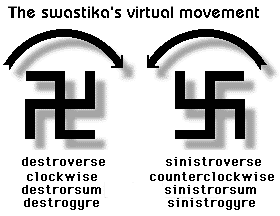 The swastika's virtual movement
destroverse
clockwise
destrorsum
destrogyre
sinistroverse
counterclockwise
sinistrorsum
sinistrogyre